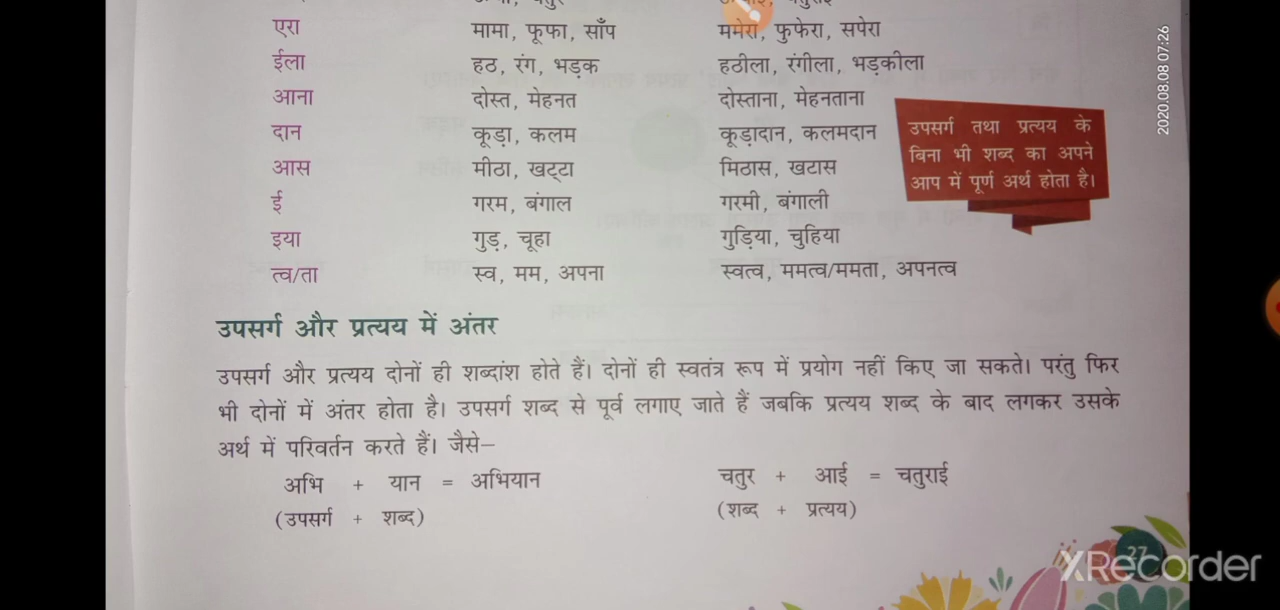 एरा मामा, फूफा, साँप ममेरा, फुफेरा, सपेरा
ईला हठ, रंग, भड़क हठीला, रंगीला, भड़कीला
आना दोस्त, मेहनत दोस्ताना, मेहनताना
दान कूड़ा, कलम कूड़ादान, कलमदान
आस मीठा, खट्टा मिठास, खटास
ई गरम, बंगाल गरमी, बंगाली
इया गुड़, चूहा गुड़िया, चुहिया
त्व/ता स्व, मम, अपना स्वत्व, ममत्व/ममता, अपनत्व
उपसर्ग तथा प्रत्यय के
बिना भी शब्द का अपने
आप में पूर्ण अर्थ होता है।
2020.08.08 07:26
उपसर्ग और प्रत्यय में अंतर
उपसर्ग और प्रत्यय दोनों ही शब्दांश होते हैं। दोनों ही स्वतंत्र रूप में प्रयोग नहीं किए जा सकते। परंतु फिर
भी दोनों में अंतर होता है। उपसर्ग शब्द से पूर्व लगाए जाते हैं जबकि प्रत्यय शब्द के बाद लगकर उसके
अर्थ में परिवर्तन करते हैं। जैसे–
अभि + यान = अभियान चतुर + आई = चतुराई
(उपसर्ग + शब्द) (शब्द + प्रत्यय)
27
XRecorder